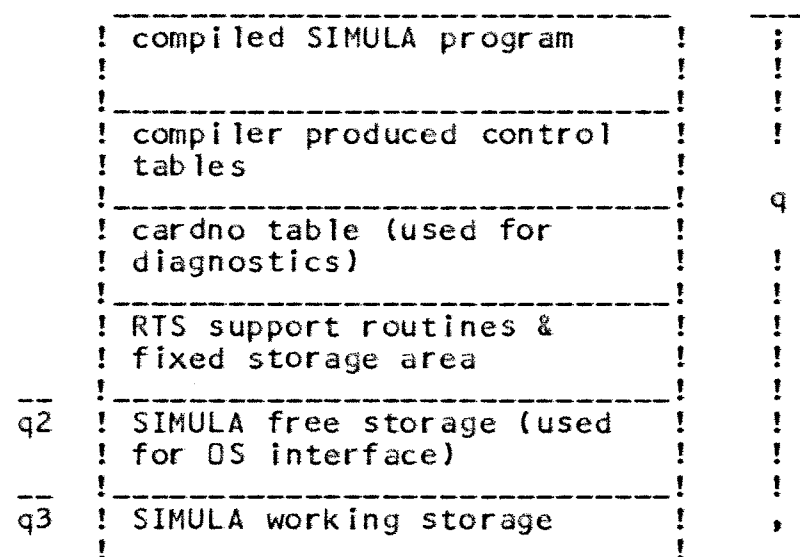 compiled SIMULA program
compiler produced control
tables
q
cardno table (used for
diagnostics)
RTS support routines &
fixed storage area
q2 ! SIMULA free storage (used
for OS interface)
q3 ! SIMULA working storage